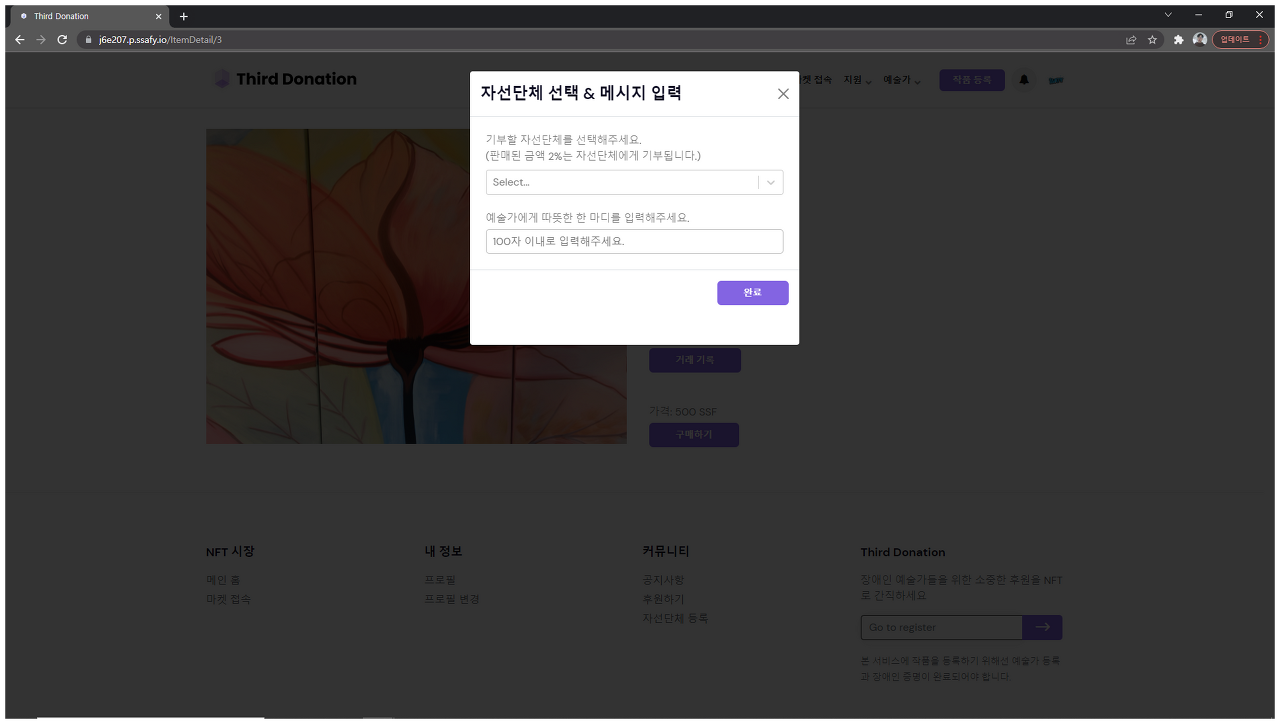 Third Donation
j6e207.p.ssafy.io/ItemDetail/3
업데이트
Third Donation
마켓 접속
지원
예술가
작품 등록
자선단체 선택 & 메시지 입력
기부할 자선단체를 선택해주세요.
(판매된 금액 2%는 자선단체에게 기부됩니다.)
Select...
예술가에게 따뜻한 한 마디를 입력해주세요.
100자 이내로 입력해주세요.
완료
거래 기록
가격: 500 SSF
구매하기
NFT 시장
메인 홈
마켓 접속
내 정보
프로필
프로필 변경
커뮤니티
공지사항
후원하기
자선단체 등록
Third Donation
장애인 예술가들을 위한 소중한 후원을 NFT
로 간직하세요.
Go to register
본 서비스에 작품을 등록하기 위해선 예술가 등록
과 장애인 증명이 완료되어야 합니다.